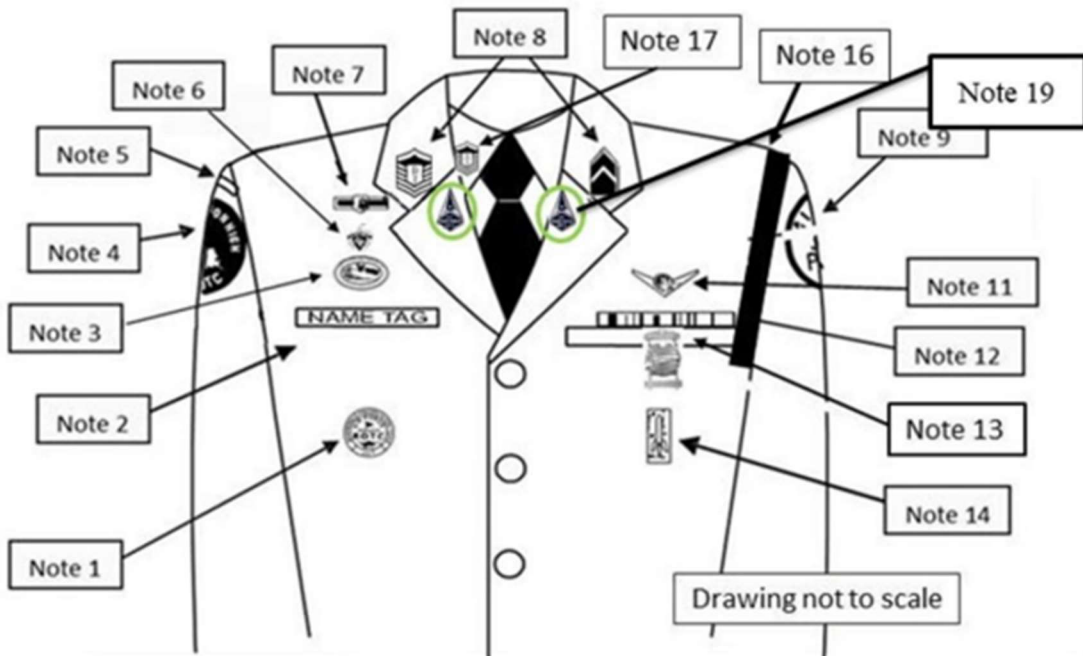 Note 8
Note 17
Note 16
Note 7
Note 6
Note 19
Note 9
Note 5
Note 4
Note 3
NAME TAG
Note 11
Note 12
Note 2
Note 13
Note 14
Note 1
Drawing not to scale